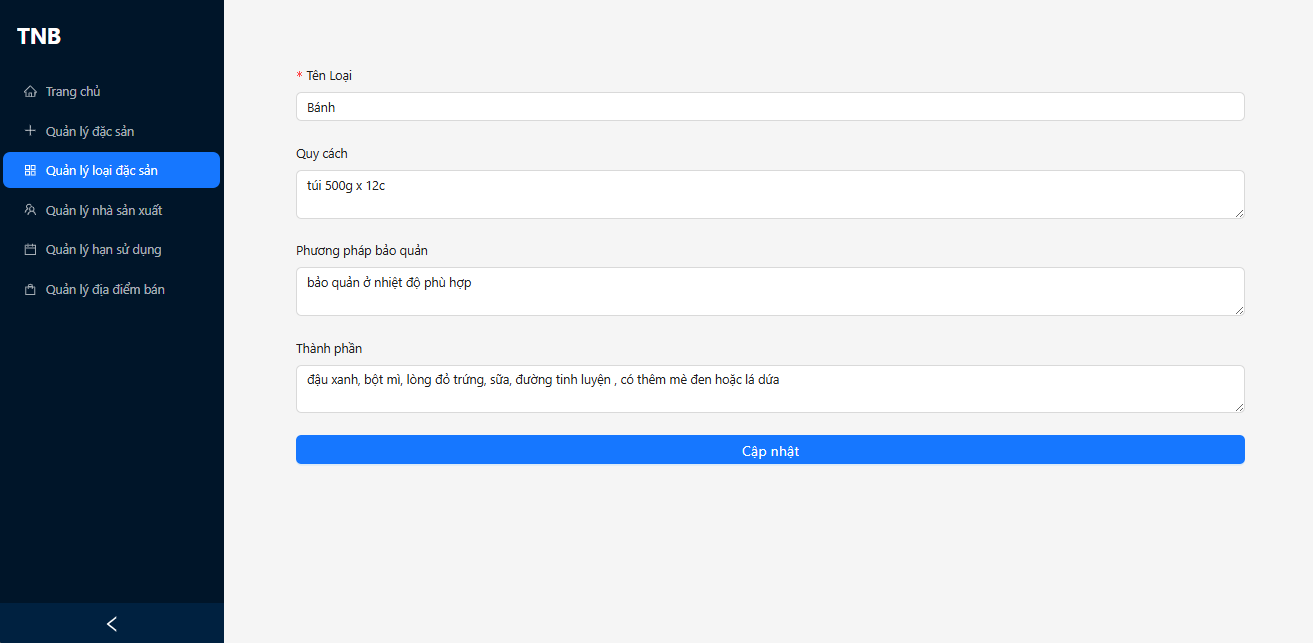 TNB
Trang chủ
Quản lý đặc sản
Quản lý loại đặc sản
Quản lý nhà sản xuất
Quản lý hạn sử dụng
Quản lý địa điểm bán
* Tên Loại
Bánh
Quy cách
túi 500g x 12c
Phương pháp bảo quản
bảo quản ở nhiệt độ phù hợp
Thành phần
đậu xanh, bột mì, lòng đỏ trứng, sữa, đường tinh luyện , có thêm mè đen hoặc lá dứa
Cập nhật